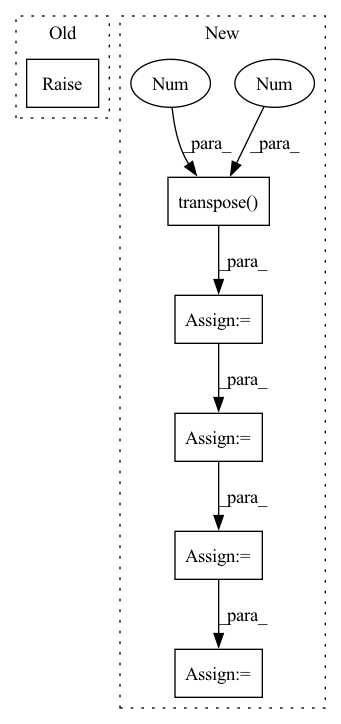 Old
New
Raise
Num
Num
_para_
_para_
transpose()
_para_
Assign:=
_para_
Assign:=
_para_
Assign:=
_para_
Assign:=